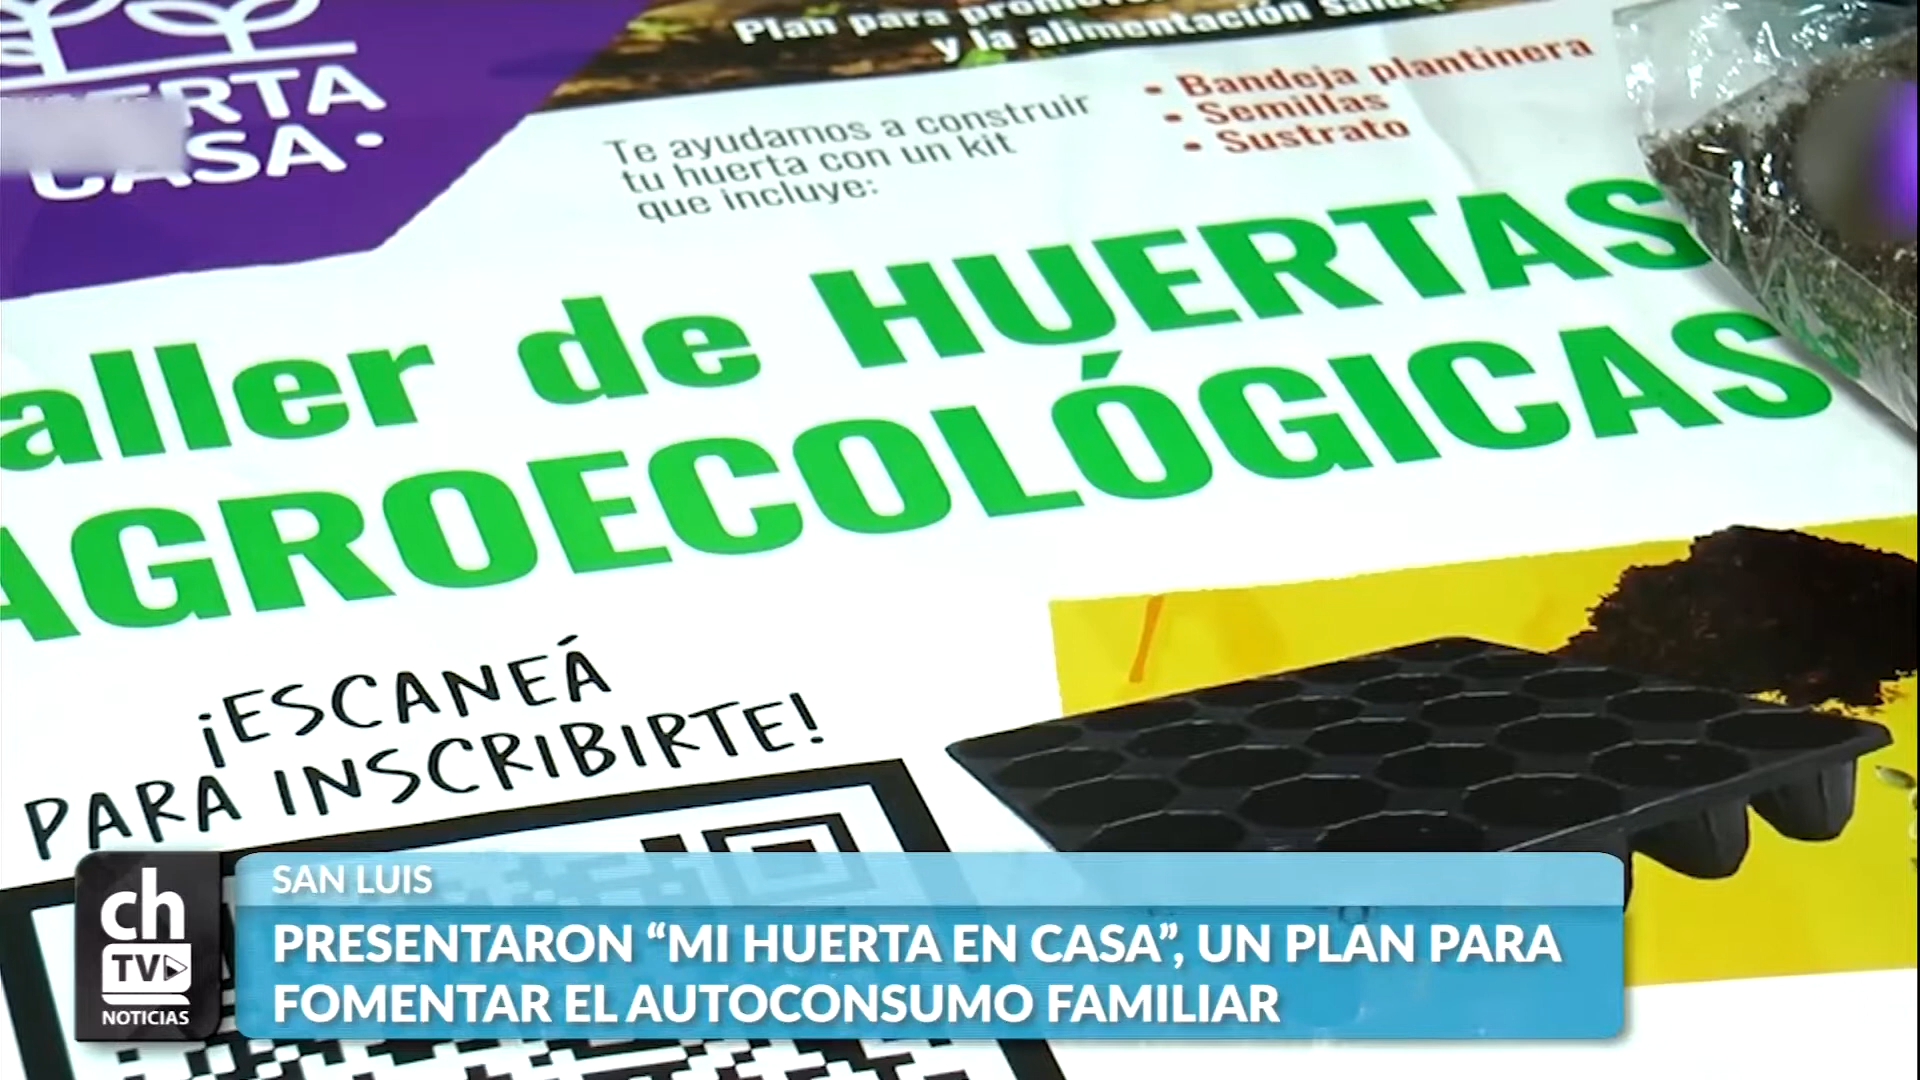 Plan para
y la alimentación
CASA•
Te ayudamos a construir
tu huerta con un kit
que incluye:
• Bandeja plantinera
• Semillas
• Sustrato
aller de HUERTAS
AGROECOLÓGICAS
¡ESCANEÁ
PARA INSCRIBIRTE!
ch
TV
NOTICIAS
SAN LUIS
PRESENTARON “MI HUERTA EN CASA”, UN PLAN PARA
FOMENTAR EL AUTOCONSUMO FAMILIAR